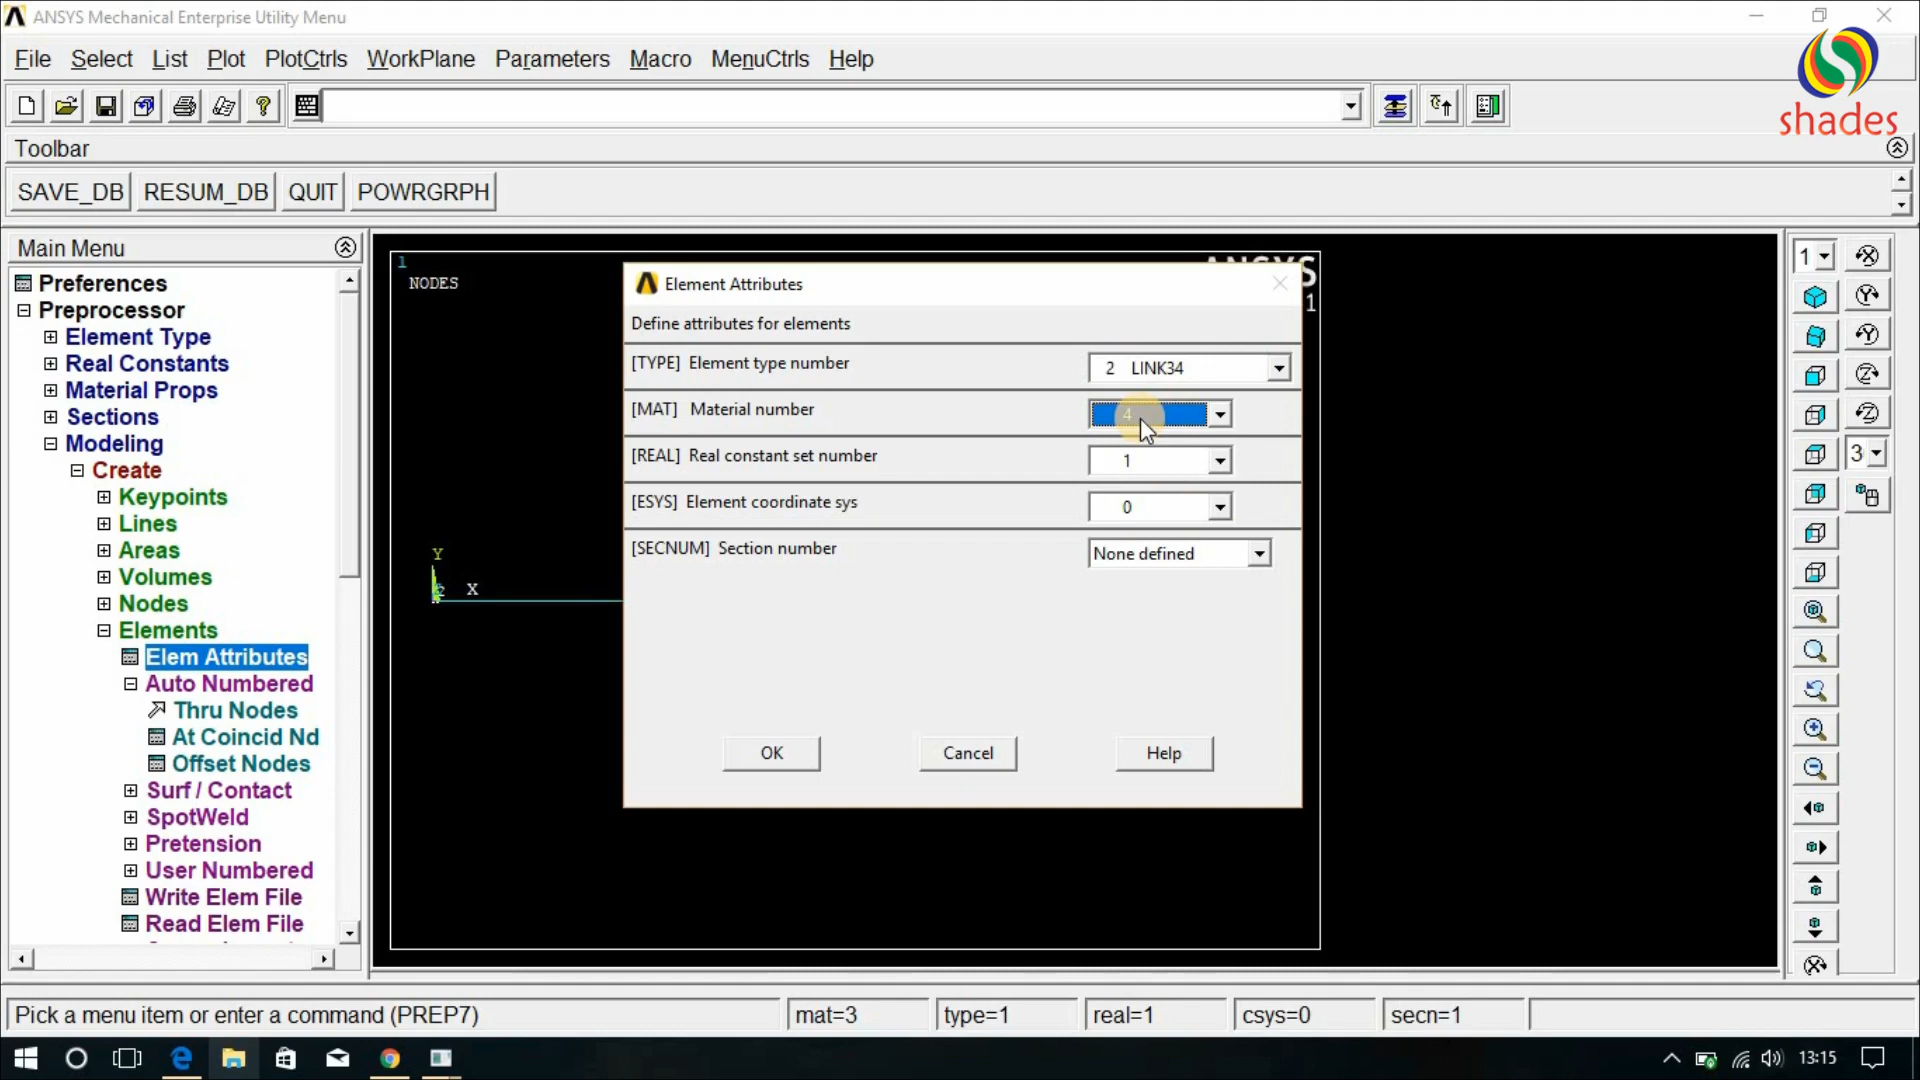 ANSYS Mechanical Enterprise Utility Menu
File Select List Plot PlotCtrls WorkPlane Parameters Macro MenuCtrls Help
shades
Toolbar
SAVE_DB RESUM_DB QUIT POWRGRPH
Main Menu
Preferences
Preprocessor
Element Type
Real Constants
Material Props
Sections
Modeling
Create
Keypoints
Lines
Areas
Volumes
Nodes
Elements
Elem Attributes
Auto Numbered
Thru Nodes
At Coincid Nd
Offset Nodes
Surf / Contact
SpotWeld
Pretension
User Numbered
Write Elem File
Read Elem File
1
NODES
ANSYS
1
Y
Z X
Element Attributes
Define attributes for elements
[TYPE] Element type number 2 LINK34
[MAT] Material number 4
[REAL] Real constant set number 1
[ESYS] Element coordinate sys 0
[SECNUM] Section number None defined
OK Cancel Help
1
3
Pick a menu item or enter a command (PREP7) mat=3 type=1 real=1 csys=0 secn=1
13:15